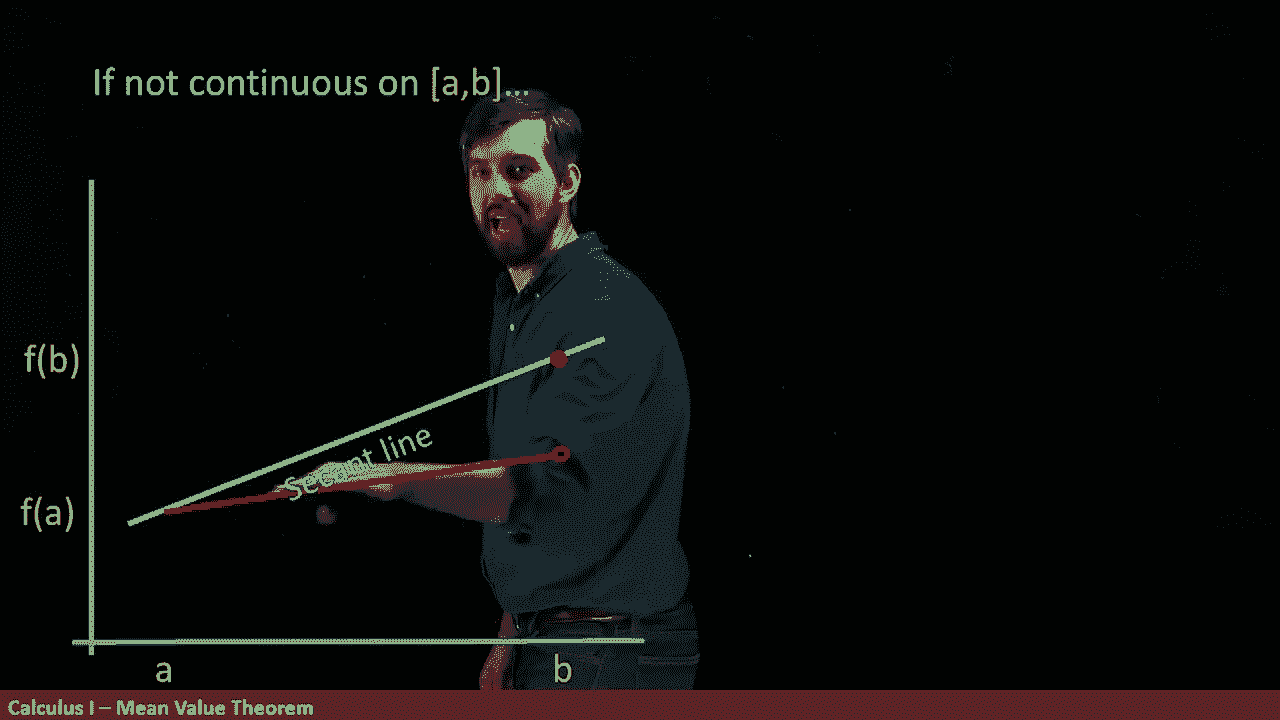 If not continuous on [a,b]...
f(b)
Secant line
f(a)
a
b
Calculus I – Mean Value Theorem